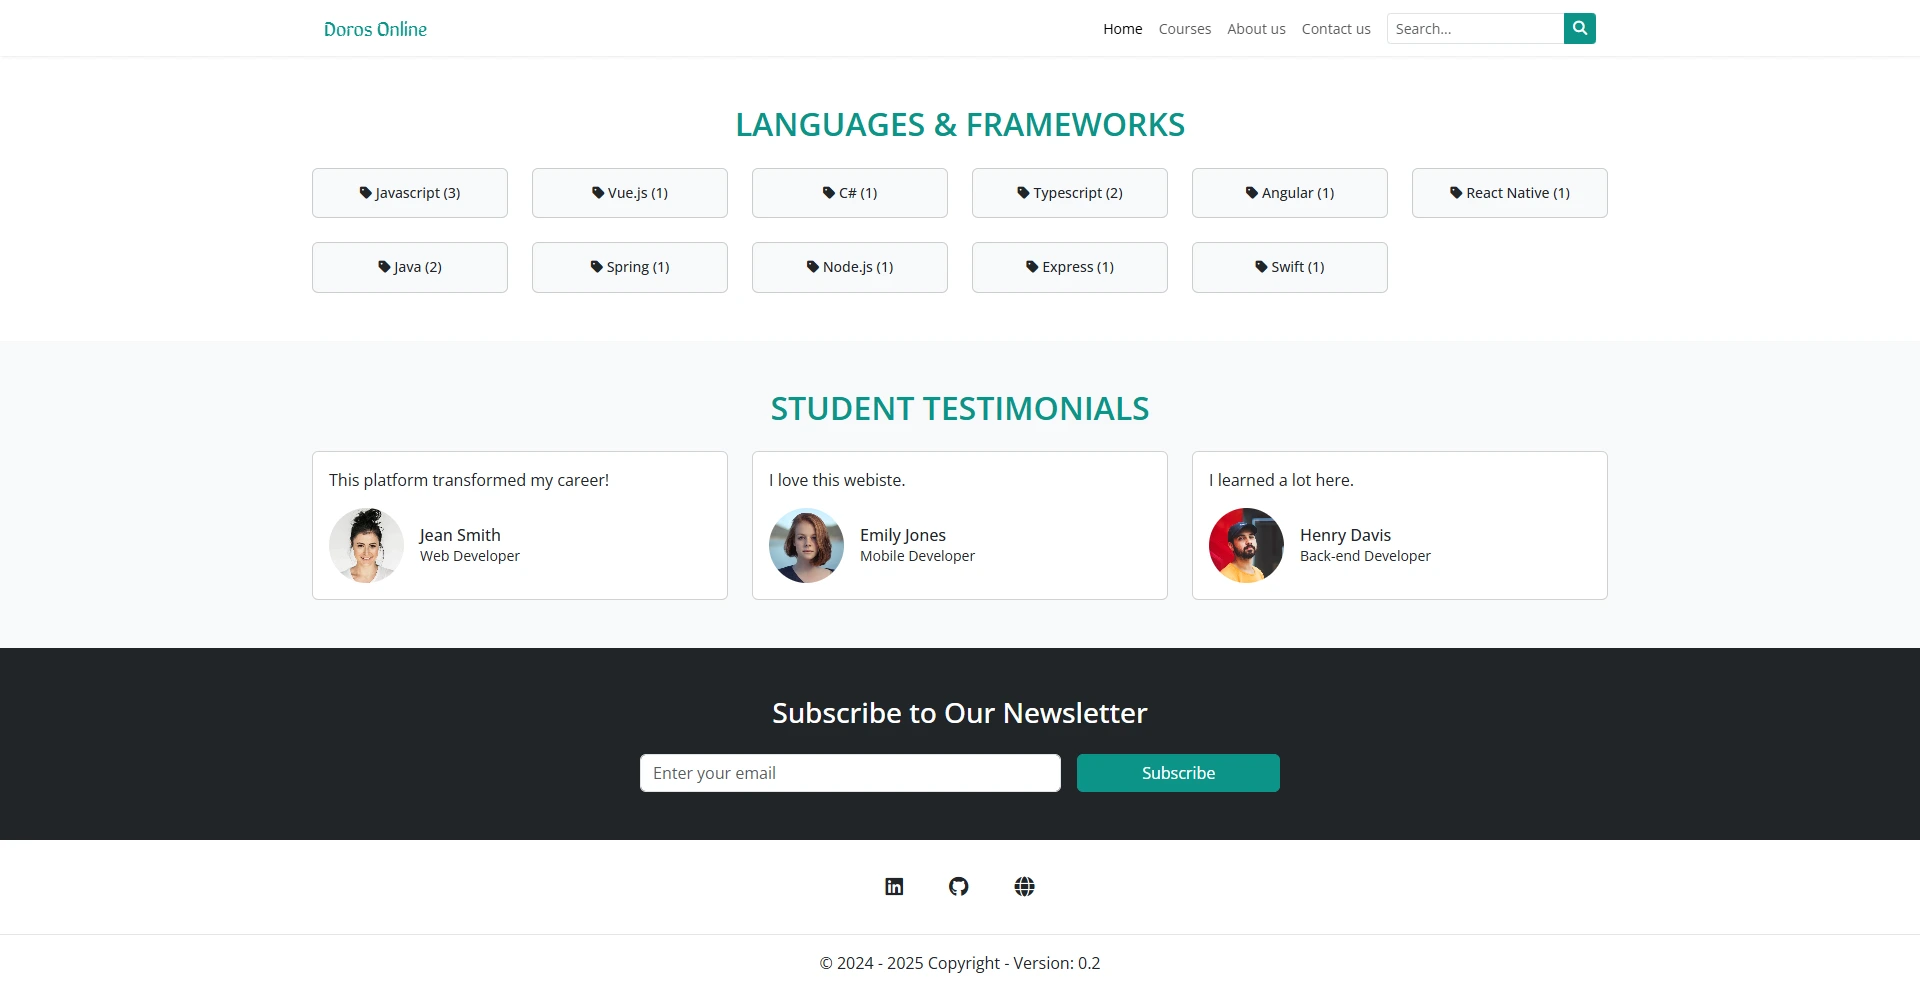 Doros Online
Home Courses About us Contact us Search...
LANGUAGES & FRAMEWORKS
Javascript (3) Vue.js (1) C# (1) Typescript (2) Angular (1) React Native (1)
Java (2) Spring (1) Node.js (1) Express (1) Swift (1)
STUDENT TESTIMONIALS
This platform transformed my career!
Jean Smith
Web Developer
I love this webiste.
Emily Jones
Mobile Developer
I learned a lot here.
Henry Davis
Back-end Developer
Subscribe to Our Newsletter
Enter your email Subscribe
© 2024 - 2025 Copyright - Version: 0.2